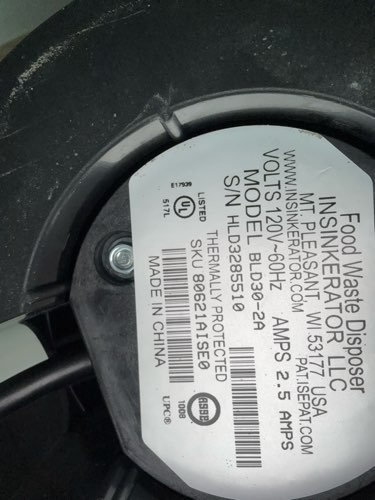 Food Waste Disposer
INSINKERATOR LLC
MT. PLEASANT, WI 53177 USA
WWW.INSINKERATOR.COM PAT.ISEPAT.COM
VOLTS 120V~60Hz AMPS 2.5 AMPS
MODEL BLD30-2A
S/N HLD3285510
THERMALLY PROTECTED
LISTED
E17939
UL
517L
SKU 80621AISE0
MADE IN CHINA
1008
UPC®